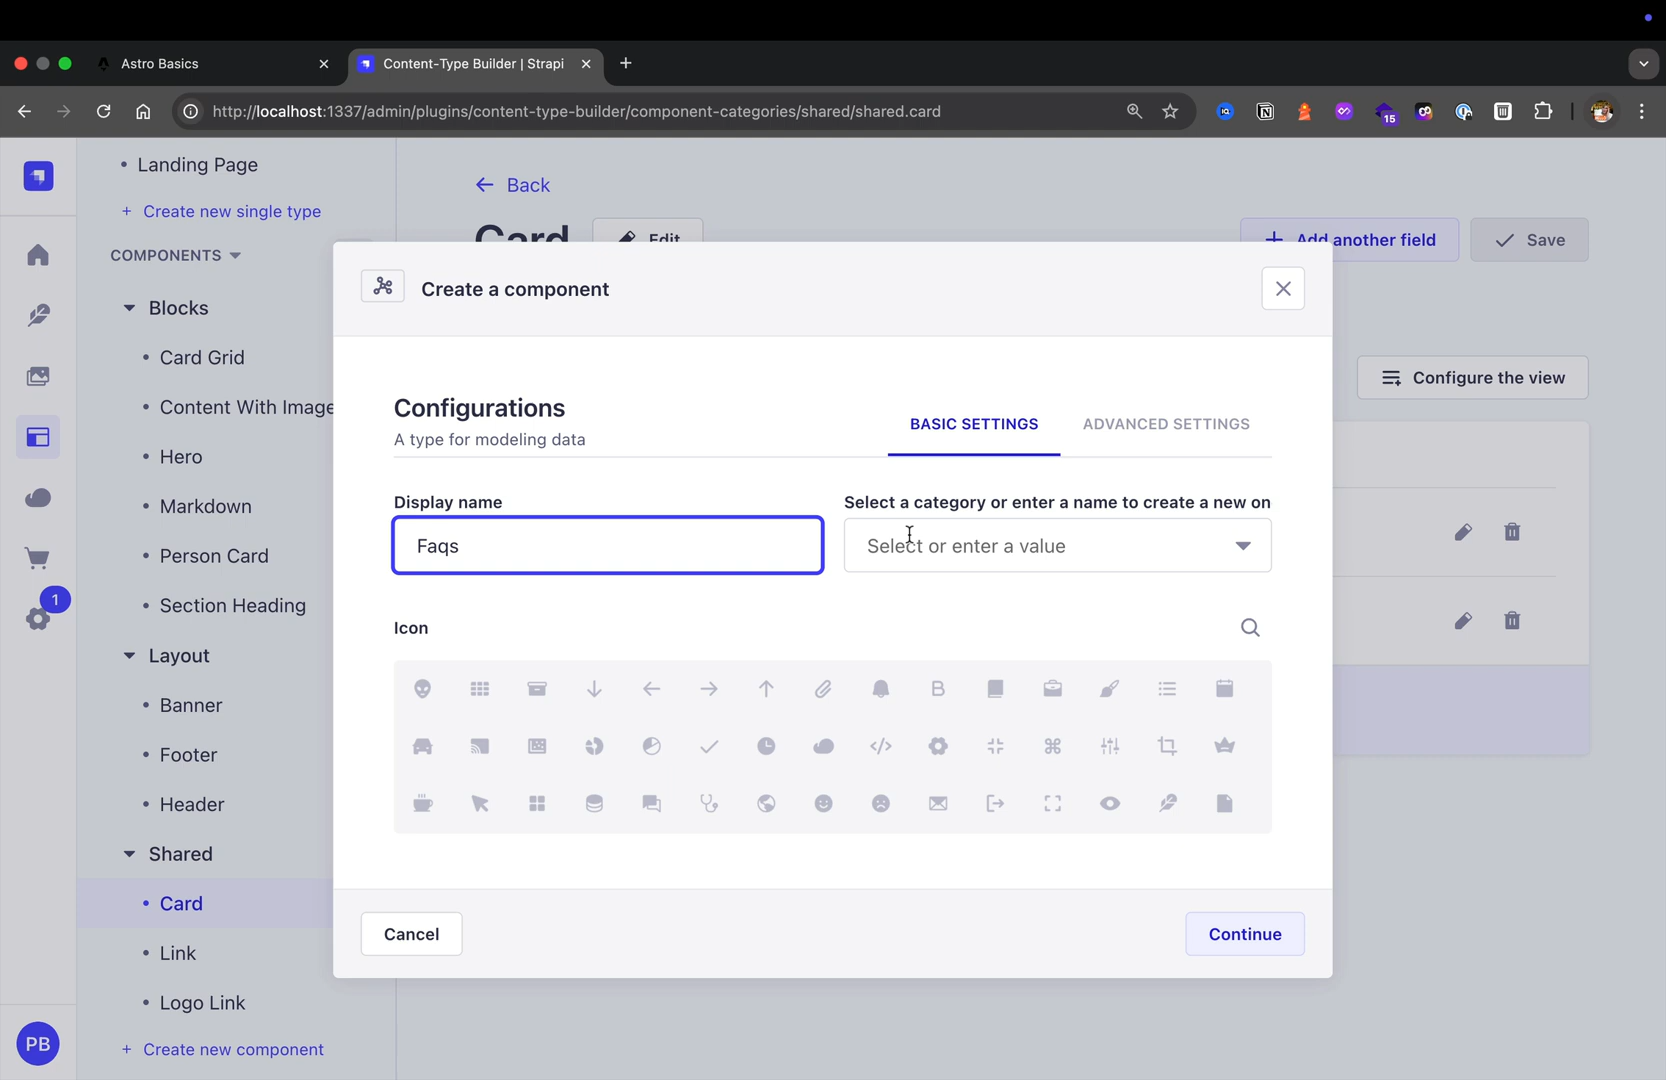 Astro Basics
Content-Type Builder | Strapi
http://localhost:1337/admin/plugins/content-type-builder/component-categories/shared/shared.card
15
Landing Page
+ Create new single type
COMPONENTS
Blocks
Card Grid
Content With Image
Hero
Markdown
Person Card
Section Heading
Layout
Banner
Footer
Header
Shared
Card
Link
Logo Link
+ Create new component
1
PB
Back
Card
Edit
Add another field
Save
Configure the view
Create a component
Configurations
A type for modeling data
BASIC SETTINGS
ADVANCED SETTINGS
Display name
Faqs
Select a category or enter a name to create a new on
Select or enter a value
Icon
Cancel
Continue